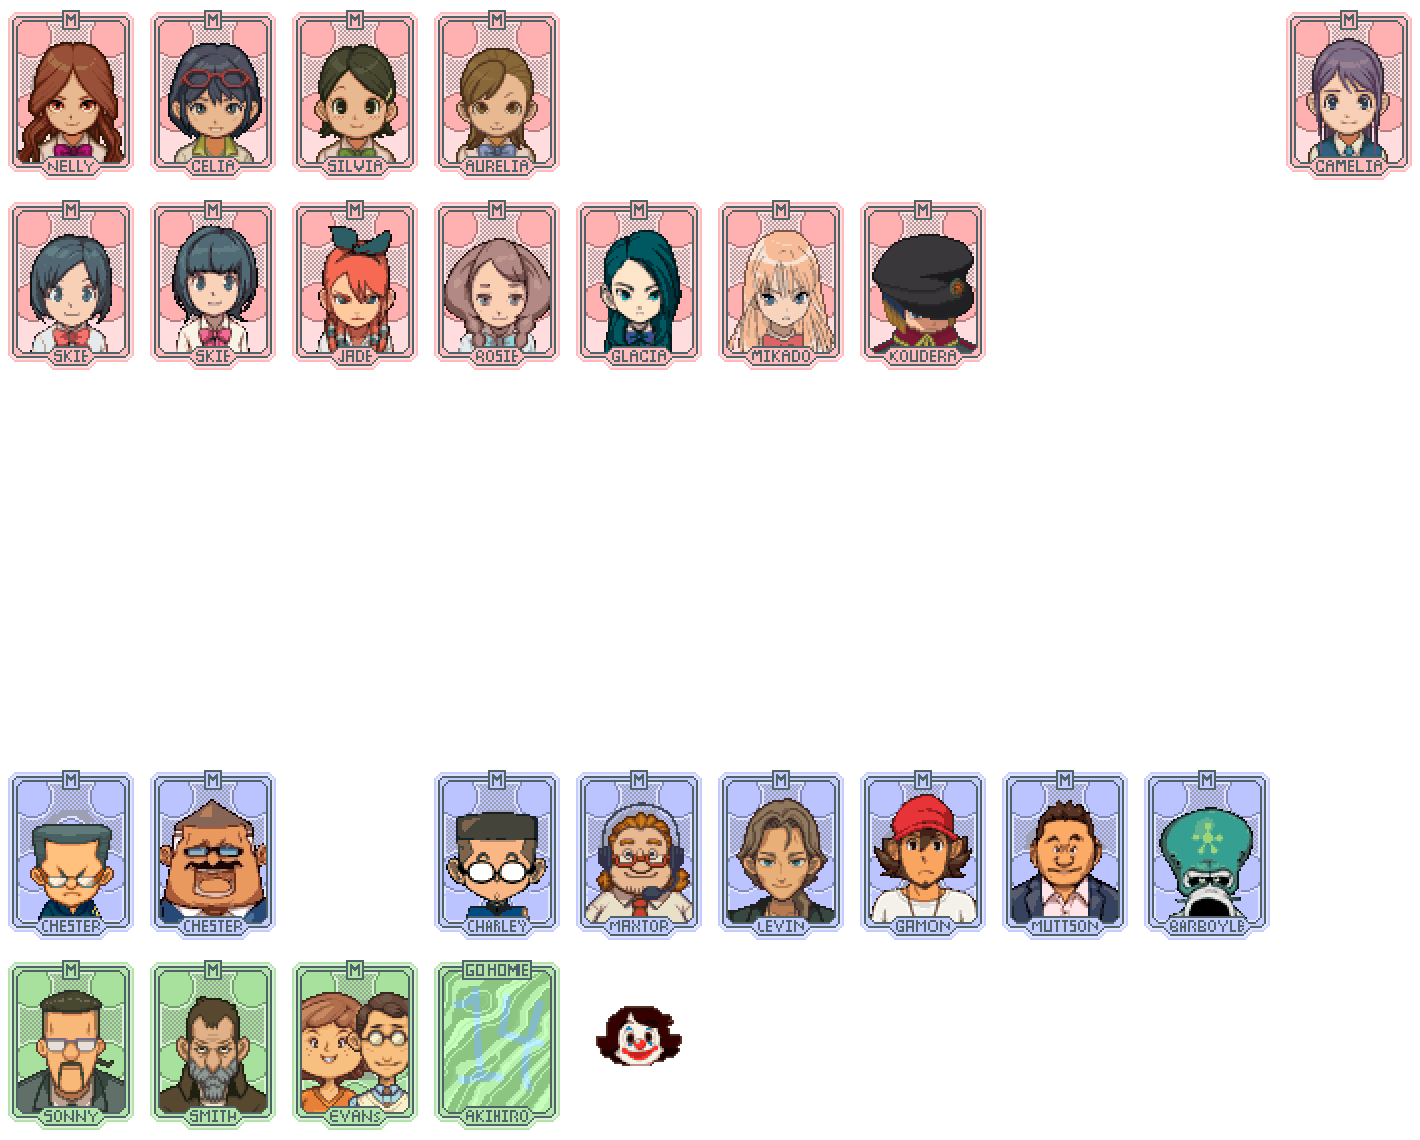 M M M M M
NELLY CELIA SILVIA AURELIA CAMELIA
M M M M M M M
SKIE SKIE JADE ROSIE GLACIA MIKADO KOUDERA
M M M M M M M M
CHESTER CHESTER CHARLEY MAXTOR LEVIN GAMON MUTTSON BARBOYLE
M M M GO HOME
14
SONNY SMITH EVANS AKIHIRO